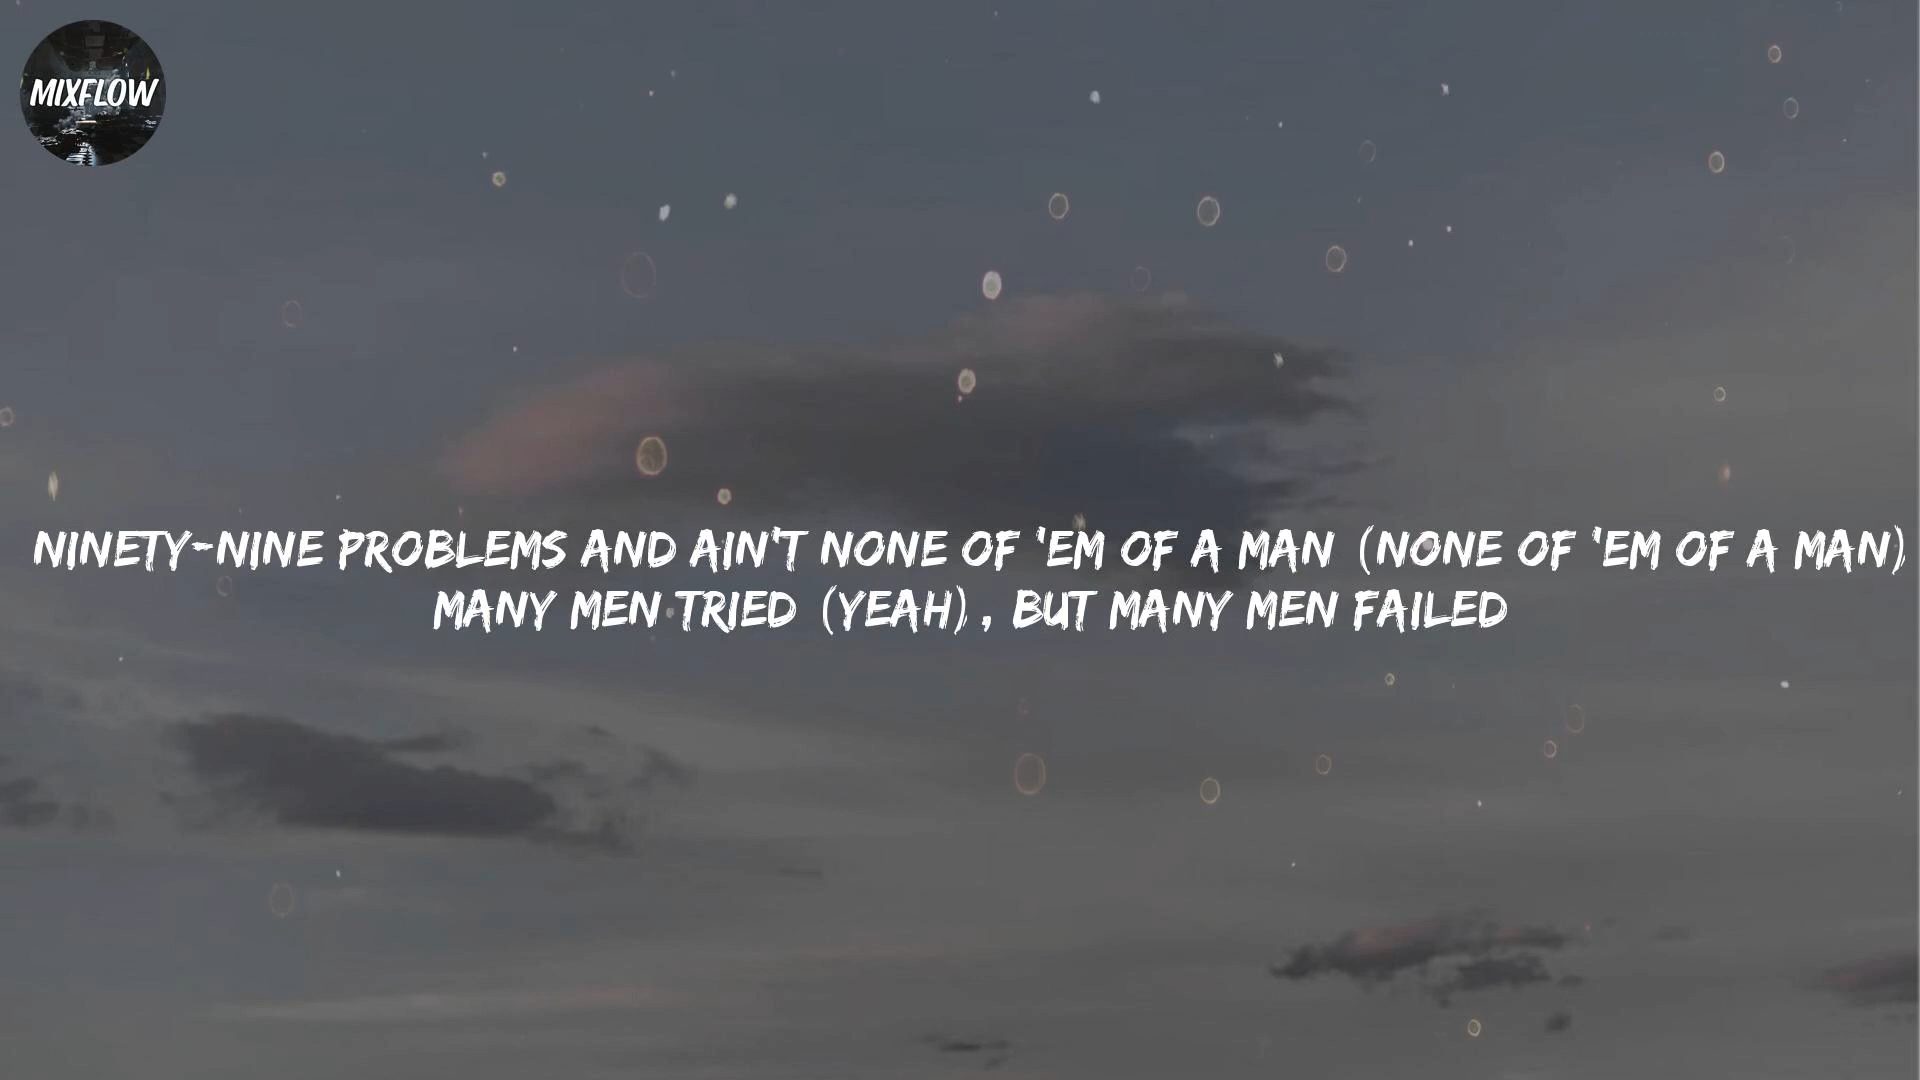 MIXFLOW
NINETY-NINE PROBLEMS AND AIN'T NONE OF 'EM OF A MAN (NONE OF 'EM OF A MAN)
MANY MEN TRIED (YEAH) , BUT MANY MEN FAILED